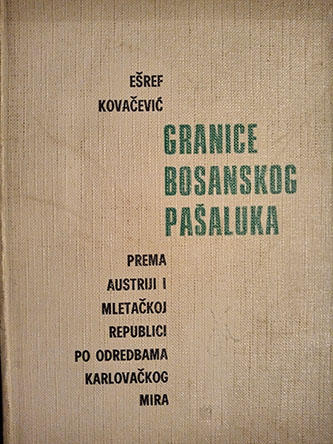 EŠREF
KOVAČEVIĆ
GRANICE
BOSANSKOG
PAŠALUKA
PREMA
AUSTRIJI I
MLETAČKOJ
REPUBLICI
PO ODREDBAMA
KARLOVAČKOG
MIRA